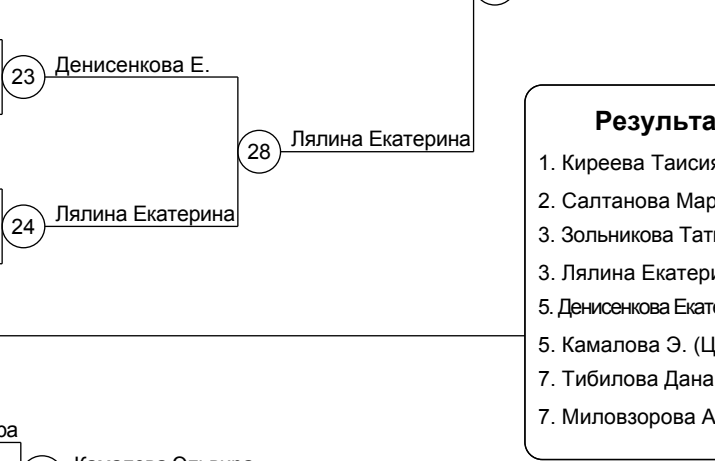 23 Денисенкова Е.
28 Лялина Екатерина
24 Лялина Екатерина
Результа
1. Киреева Таисия
2. Салтанова Мар
3. Зольникова Тат
3. Лялина Екатери
5. Денисенкова Екат
5. Камалова Э. (Ц
7. Тибилова Дана
7. Миловзорова А
ра